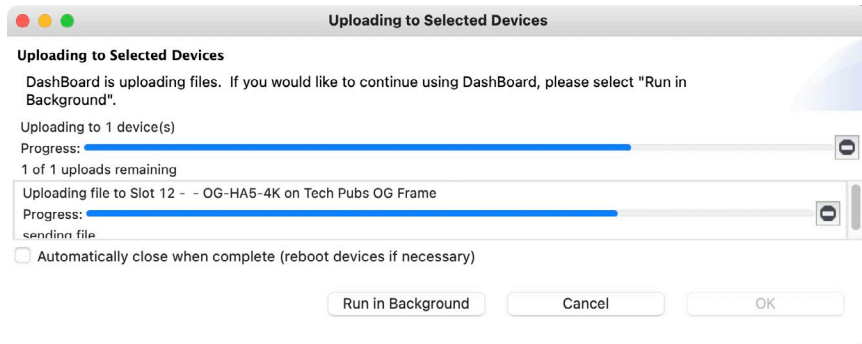 Uploading to Selected Devices
Uploading to Selected Devices
DashBoard is uploading files.  If you would like to continue using DashBoard, please select "Run in
Background".
Uploading to 1 device(s)
Progress:
1 of 1 uploads remaining
Uploading file to Slot 12 - - OG-HA5-4K on Tech Pubs OG Frame
Progress:
sending file
Automatically close when complete (reboot devices if necessary)
Run in Background Cancel OK